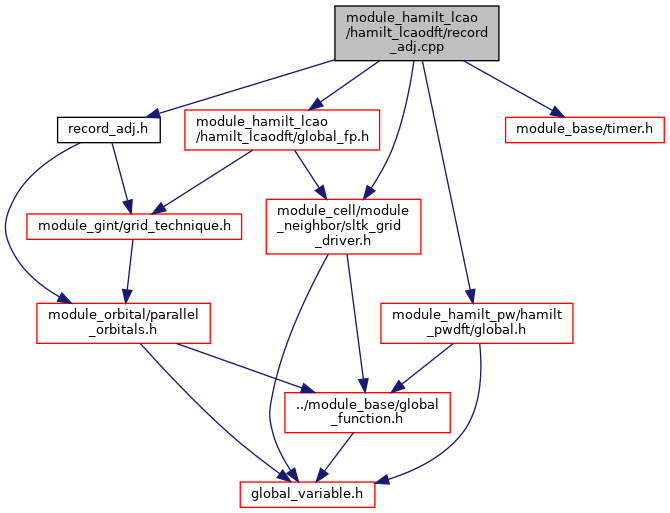 module_hamilt_lcao
/hamilt_lcaodft/record
_adj.cpp
record_adj.h
module_hamilt_lcao
/hamilt_lcaodft/global_fp.h
module_base/timer.h
module_gint/grid_technique.h
module_cell/module
_neighbor/sltk_grid
_driver.h
module_orbital/parallel
_orbitals.h
module_hamilt_pw/hamilt
_pwdft/global.h
../module_base/global
_function.h
global_variable.h